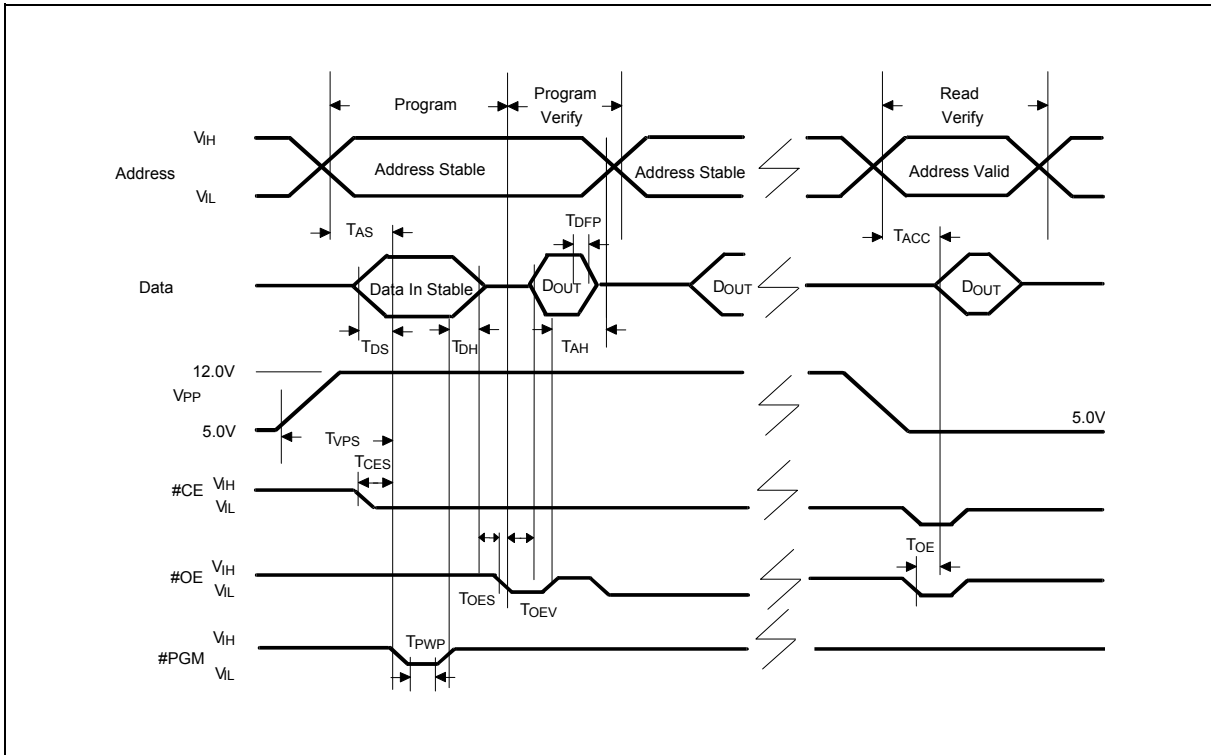 Program
Program
Verify
Read
Verify
VIH
Address
VIL
Address Stable
Address Stable
Address Valid
TAS
TDFP
TACC
Data
Data In Stable
DOUT
DOUT
DOUT
TDS
TDH
TAH
12.0V
VPP
5.0V
5.0V
TVPS
TCES
#CE
VIH
VIL
TOE
#OE
VIH
VIL
TOES
TOEV
#PGM
VIH
VIL
TPWP